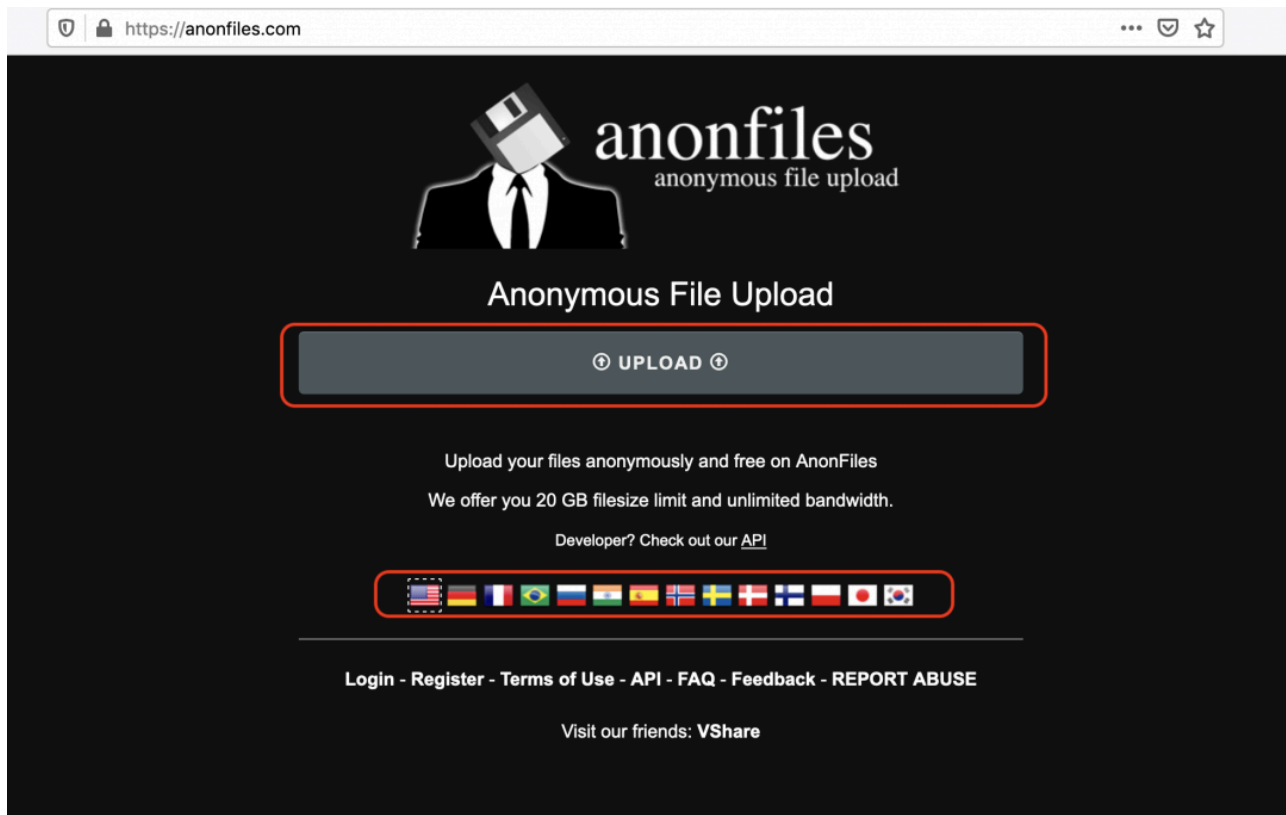 https://anonfiles.com
anonfiles
anonymous file upload
Anonymous File Upload
UPLOAD
Upload your files anonymously and free on AnonFiles
We offer you 20 GB filesize limit and unlimited bandwidth.
Developer? Check out our API
Login - Register - Terms of Use - API - FAQ - Feedback - REPORT ABUSE
Visit our friends: VShare